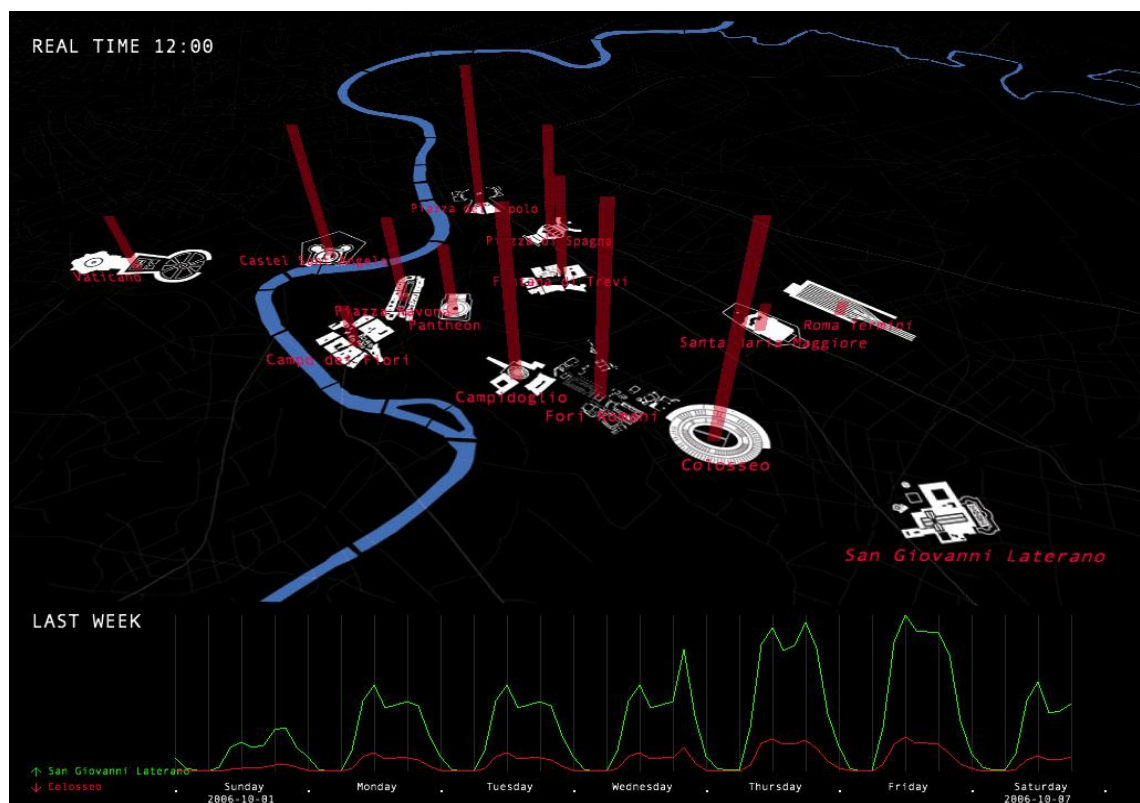 REAL TIME 12:00
Piazza del Popolo
Piazza di Spagna
Castel Sant'Angelo
Vaticano
Fontana di Trevi
Piazza Navona
Pantheon
Roma Termini
Santa Maria Maggiore
Campo dei Fiori
Campidoglio
Fori Romani
Colosseo
San Giovanni Laterano
LAST WEEK
↑ San Giovanni Laterano
↓ Colosseo
Sunday Monday Tuesday Wednesday Thursday Friday Saturday
2006-10-01 2006-10-07